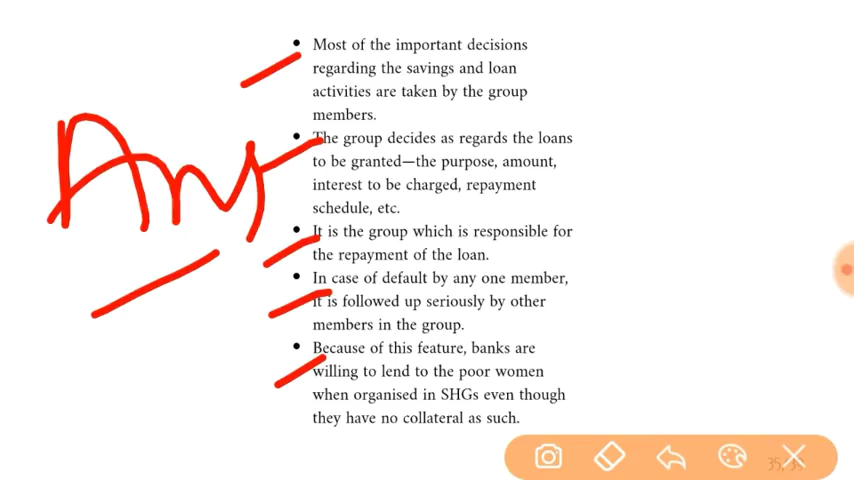 Ans
• Most of the important decisions
regarding the savings and loan
activities are taken by the group
members.
• The group decides as regards the loans
to be granted—the purpose, amount,
interest to be charged, repayment
schedule, etc.
• It is the group which is responsible for
the repayment of the loan.
• In case of default by any one member,
it is followed up seriously by other
members in the group.
• Because of this feature, banks are
willing to lend to the poor women
when organised in SHGs even though
they have no collateral as such.